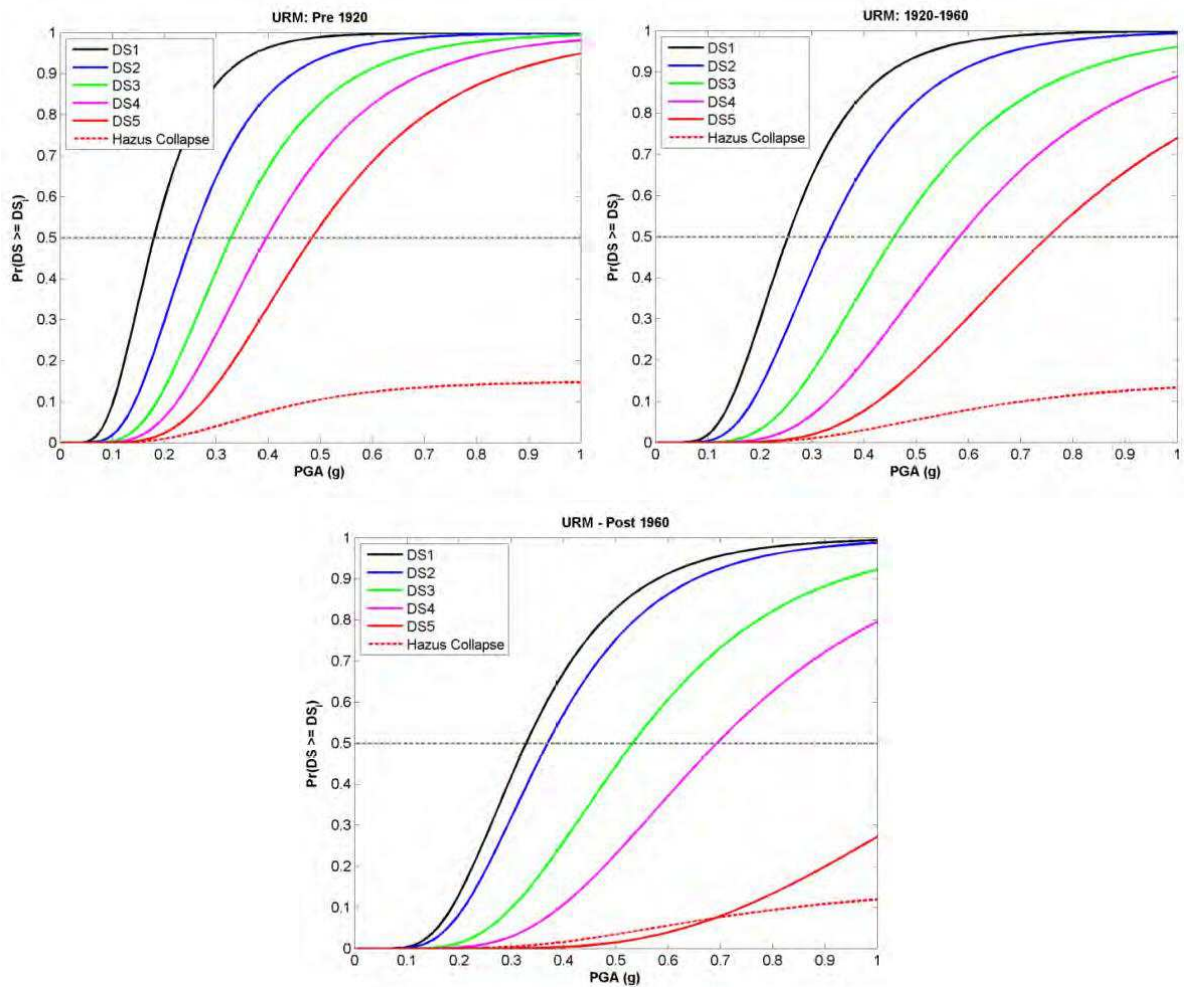 URM: Pre 1920
DS1
DS2
DS3
DS4
DS5
Hazus Collapse
Pr(DS >= DSi)
1
0.9
0.8
0.7
0.6
0.5
0.4
0.3
0.2
0.1
0
0 0.1 0.2 0.3 0.4 0.5 0.6 0.7 0.8 0.9 1
PGA (g)
URM: 1920-1960
DS1
DS2
DS3
DS4
DS5
Hazus Collapse
Pr(DS >= DSi)
1
0.9
0.8
0.7
0.6
0.5
0.4
0.3
0.2
0.1
0
0 0.1 0.2 0.3 0.4 0.5 0.6 0.7 0.8 0.9 1
PGA (g)
URM - Post 1960
DS1
DS2
DS3
DS4
DS5
Hazus Collapse
Pr(DS >= DSi)
1
0.9
0.8
0.7
0.6
0.5
0.4
0.3
0.2
0.1
0
0 0.1 0.2 0.3 0.4 0.5 0.6 0.7 0.8 0.9 1
PGA (g)